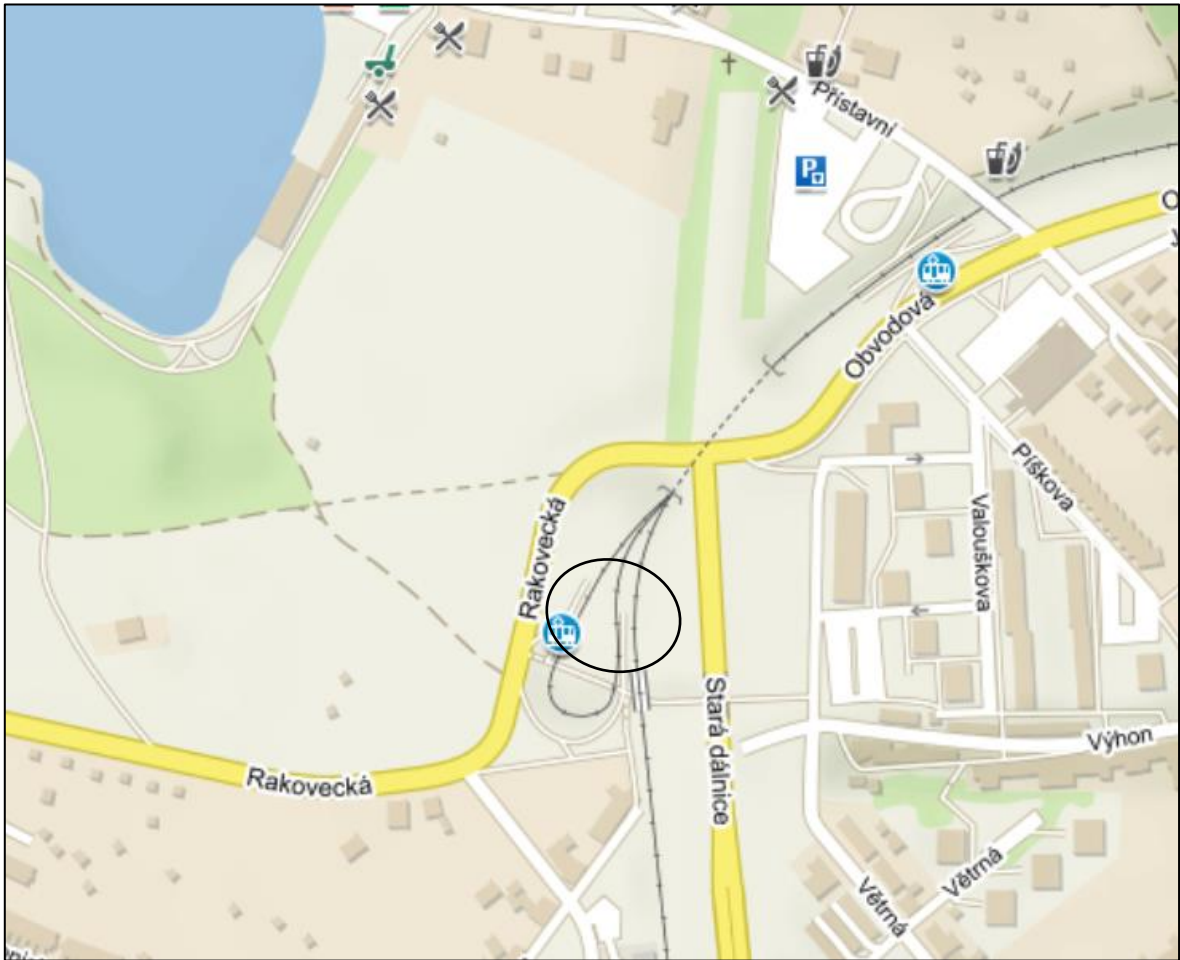 Přístavní
P
Obvodová
Píškova
Valouškova
Rakovecká
Stará dálnice
Výhon
Rakovecká
Větrná
Větrná